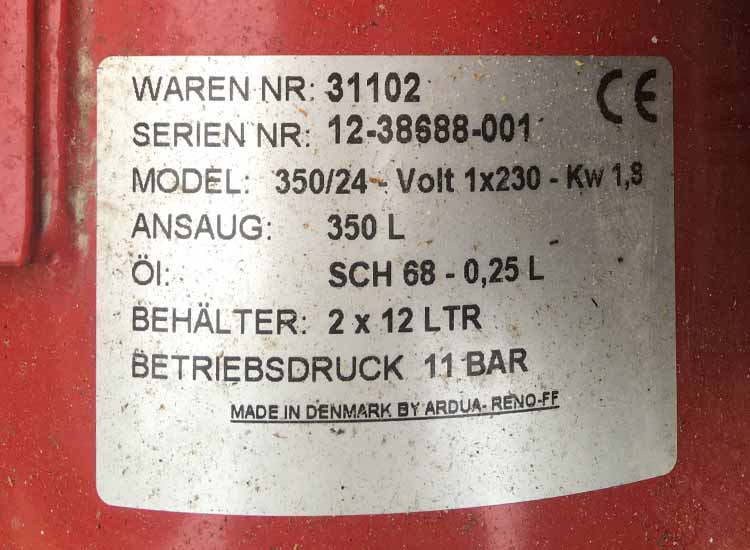 WAREN NR: 31102 CE
SERIEN NR: 12-38688-001
MODEL: 350/24 - Volt 1x230 - Kw 1,8
ANSAUG: 350 L
Öl: SCH 68 - 0,25 L
BEHÄLTER: 2 x 12 LTR
BETRIEBSDRUCK 11 BAR
MADE IN DENMARK BY ARDUA- RENO-FF